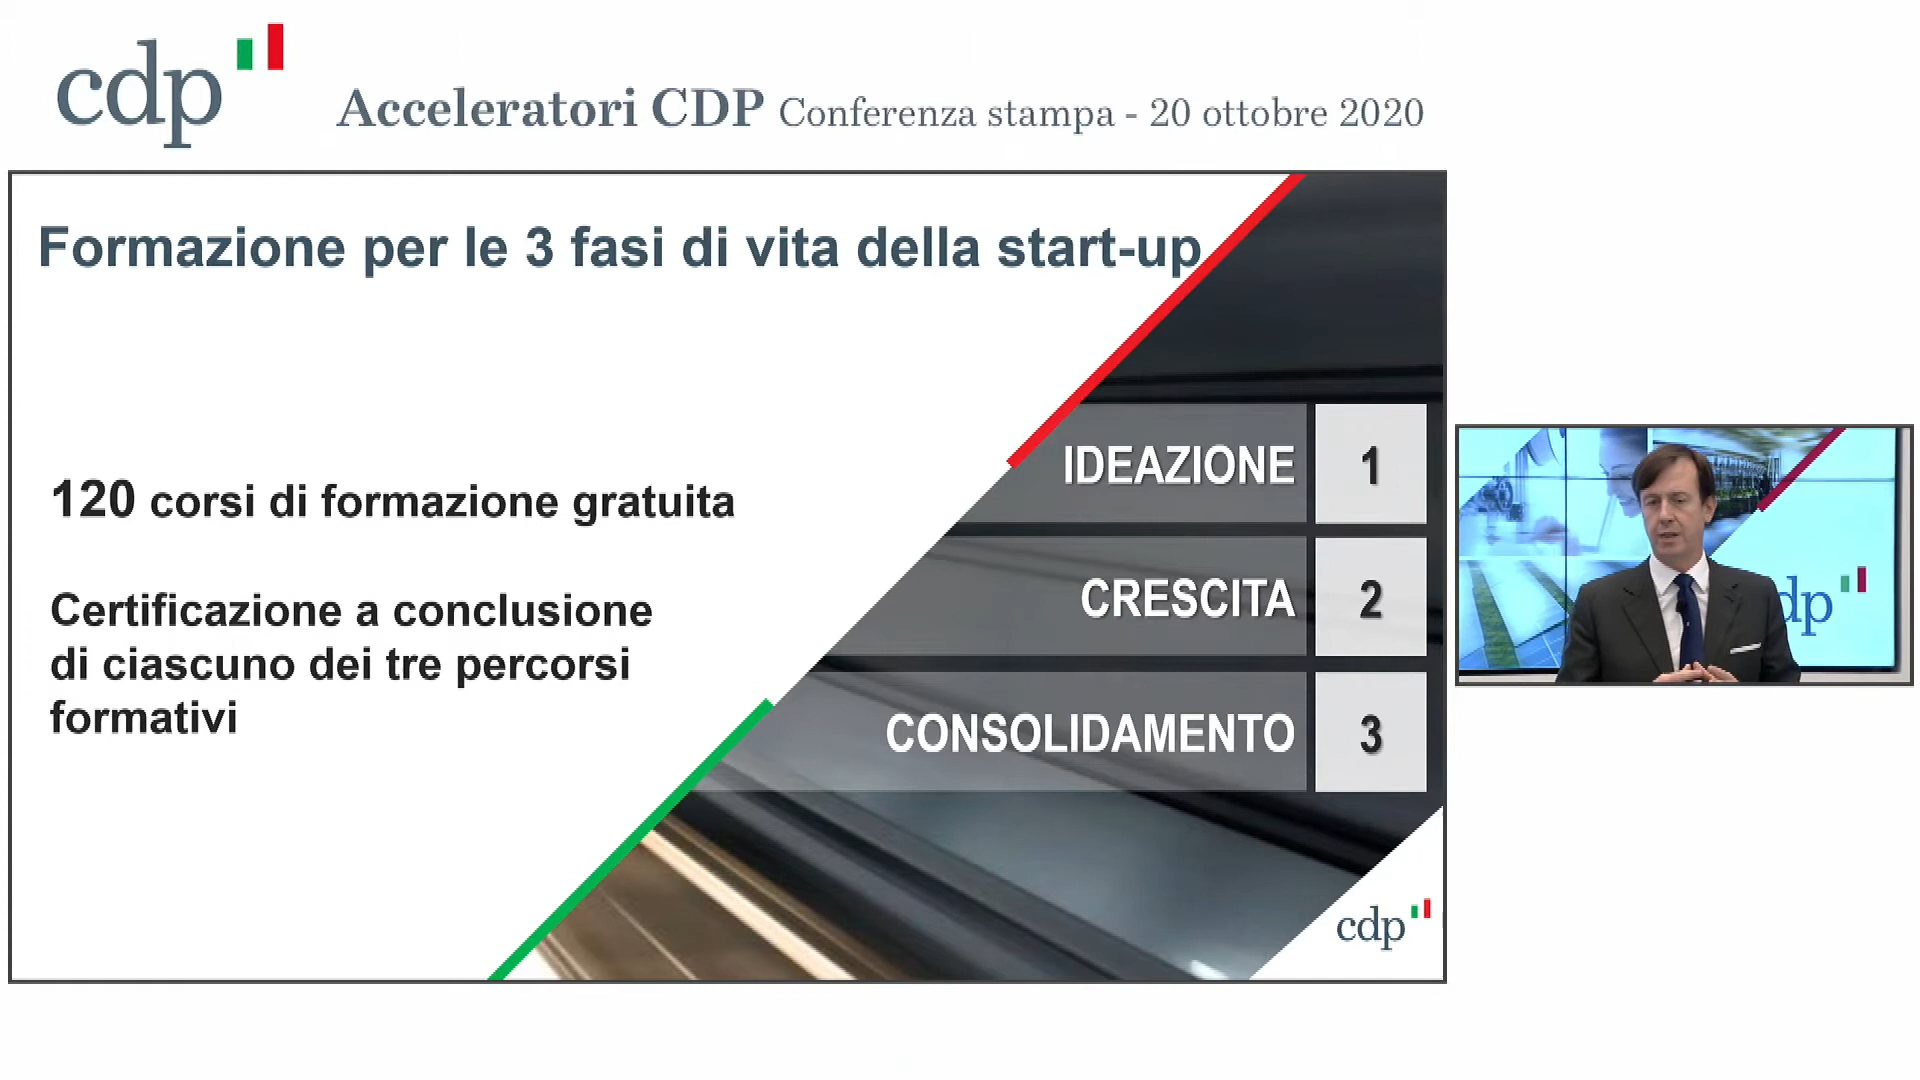 cdp
Acceleratori CDP Conferenza stampa - 20 ottobre 2020
Formazione per le 3 fasi di vita della start-up
120 corsi di formazione gratuita
Certificazione a conclusione
di ciascuno dei tre percorsi
formativi
IDEAZIONE 1
CRESCITA 2
CONSOLIDAMENTO 3
cdp
dp